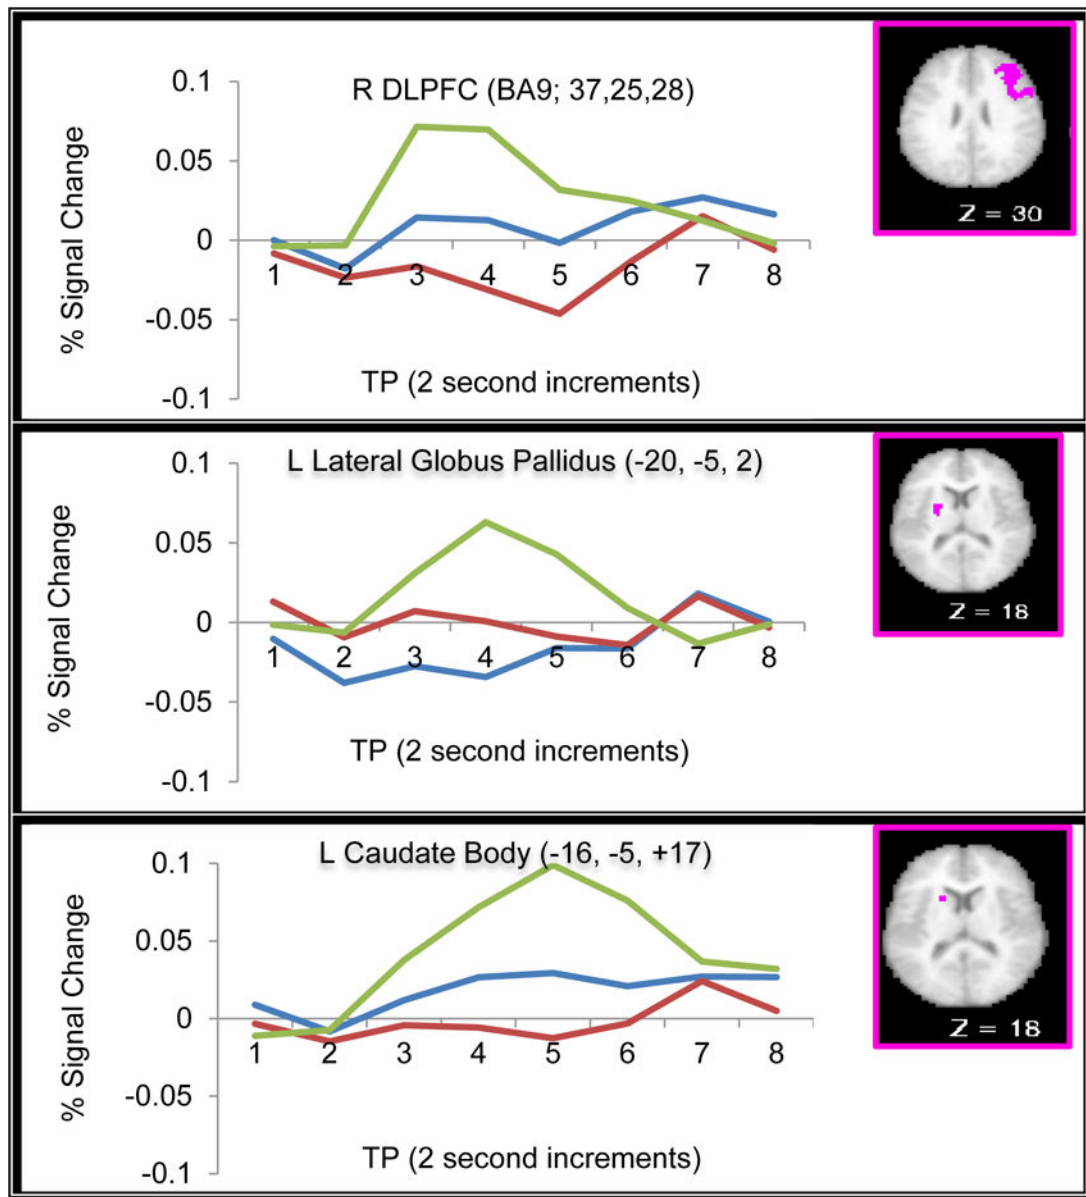 R DLPFC (BA9; 37,25,28)
% Signal Change
0.1
0.05
0
-0.05
-0.1
1 2 3 4 5 6 7 8
TP (2 second increments)
Z = 30
L Lateral Globus Pallidus (-20, -5, 2)
% Signal Change
0.1
0.05
0
-0.05
-0.1
1 2 3 4 5 6 7 8
TP (2 second increments)
Z = 18
L Caudate Body (-16, -5, +17)
% Signal Change
0.1
0.05
0
-0.05
-0.1
1 2 3 4 5 6 7 8
TP (2 second increments)
Z = 18